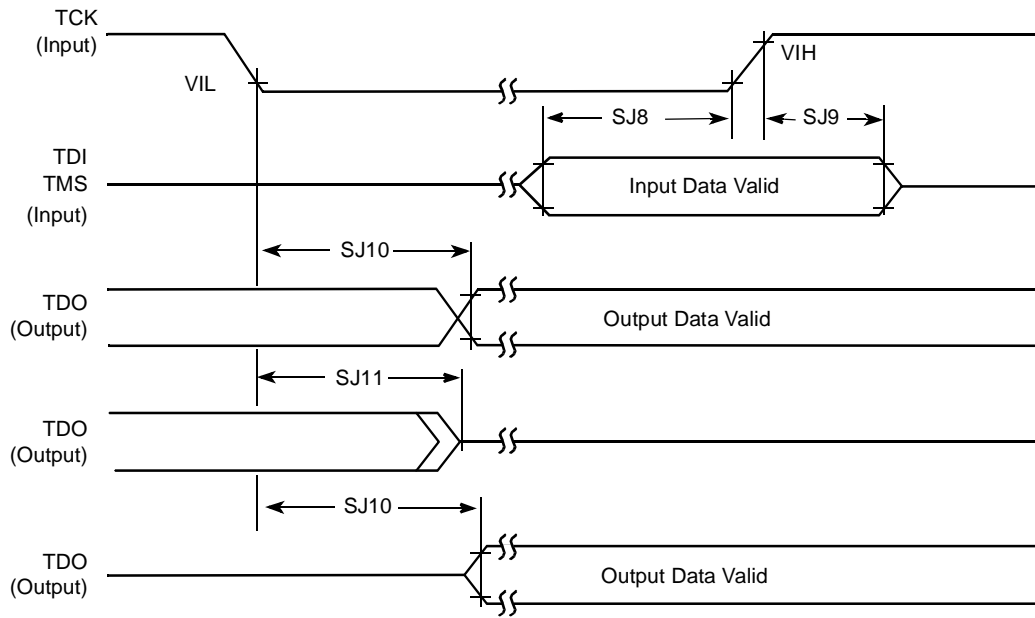 TCK
(Input)
VIL
VIH
SJ8
SJ9
TDI
TMS
(Input)
Input Data Valid
SJ10
TDO
(Output)
Output Data Valid
SJ11
TDO
(Output)
SJ10
TDO
(Output)
Output Data Valid